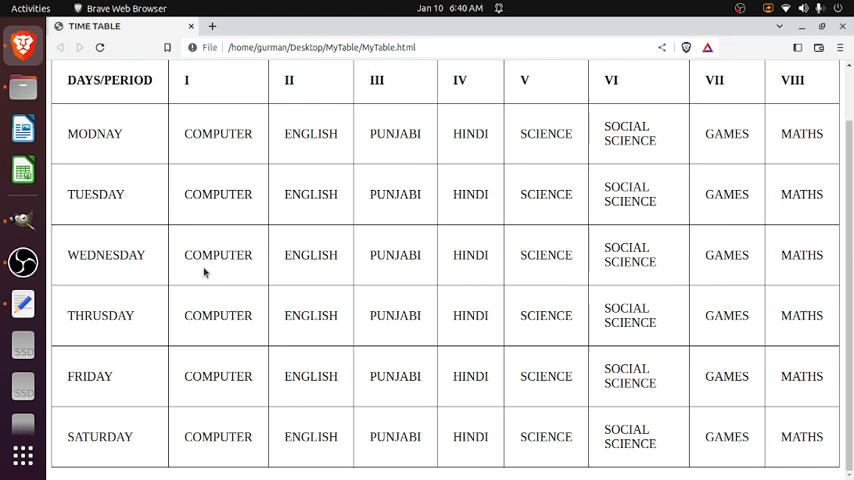 Activities
Brave Web Browser
Jan 10 6:40 AM
TIME TABLE
File /home/gurman/Desktop/MyTable/MyTable.html
DAYS/PERIOD I II III IV V VI VII VIII
MODNAY COMPUTER ENGLISH PUNJABI HINDI SCIENCE SOCIAL SCIENCE GAMES MATHS
TUESDAY COMPUTER ENGLISH PUNJABI HINDI SCIENCE SOCIAL SCIENCE GAMES MATHS
WEDNESDAY COMPUTER ENGLISH PUNJABI HINDI SCIENCE SOCIAL SCIENCE GAMES MATHS
THRUSDAY COMPUTER ENGLISH PUNJABI HINDI SCIENCE SOCIAL SCIENCE GAMES MATHS
FRIDAY COMPUTER ENGLISH PUNJABI HINDI SCIENCE SOCIAL SCIENCE GAMES MATHS
SATURDAY COMPUTER ENGLISH PUNJABI HINDI SCIENCE SOCIAL SCIENCE GAMES MATHS
SSD
SSD